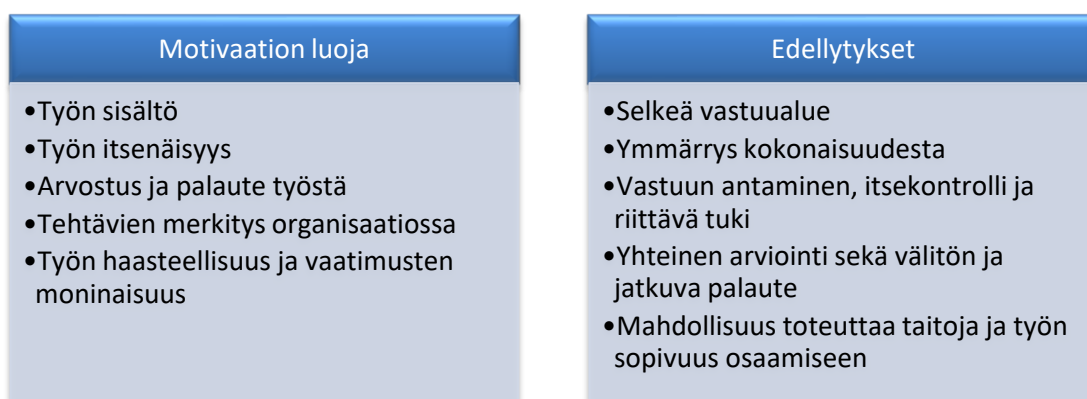 Motivaation luoja
•Työn sisältö
•Työn itsenäisyys
•Arvostus ja palaute työstä
•Tehtävien merkitys organisaatiossa
•Työn haasteellisuus ja vaatimusten
moninaisuus
Edellytykset
•Selkeä vastuualue
•Ymmärrys kokonaisuudesta
•Vastuun antaminen, itsekontrolli ja
riittävä tuki
•Yhteinen arviointi sekä välitön ja
jatkuva palaute
•Mahdollisuus toteuttaa taitoja ja työn
sopivuus osaamiseen